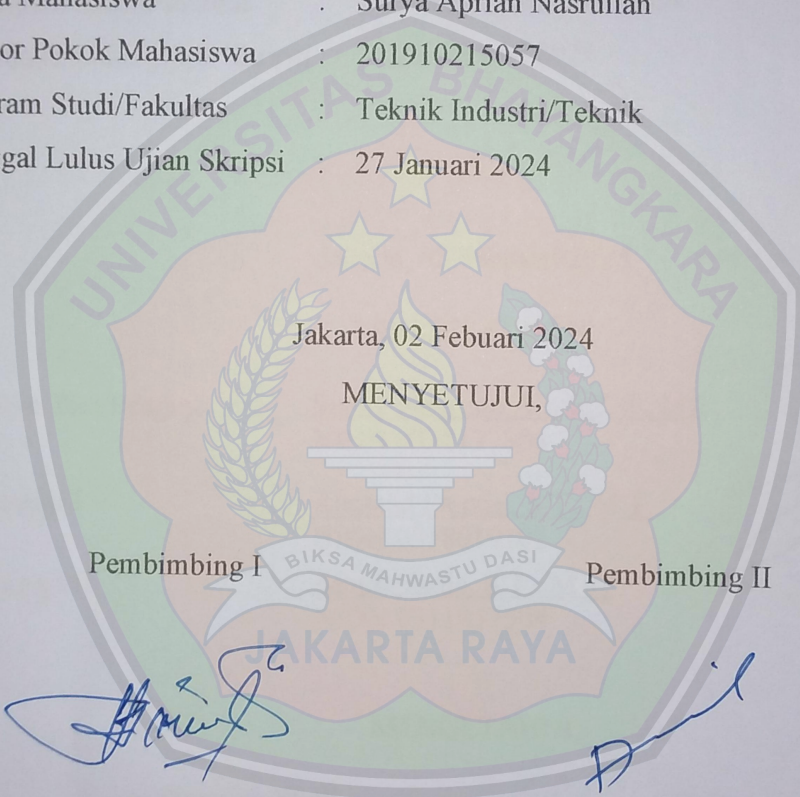 Mahasiswa : Surya Aprian Nasrullah
or Pokok Mahasiswa : 201910215057
ram Studi/Fakultas : Teknik Industri/Teknik
gal Lulus Ujian Skripsi : 27 Januari 2024
UNIVERSITAS BHAYANGKARA
Jakarta, 02 Febuari 2024
MENYETUJUI,
BIKSA MAHWASTU DASI
Pembimbing I Pembimbing II
JAKARTA RAYA